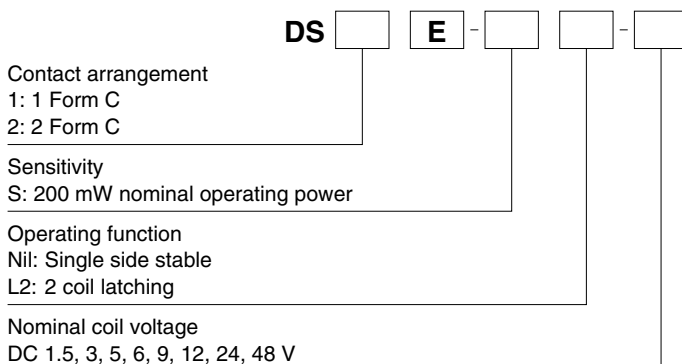 DS E - -
Contact arrangement
1: 1 Form C
2: 2 Form C
Sensitivity
S: 200 mW nominal operating power
Operating function
Nil: Single side stable
L2: 2 coil latching
Nominal coil voltage
DC 1.5, 3, 5, 6, 9, 12, 24, 48 V